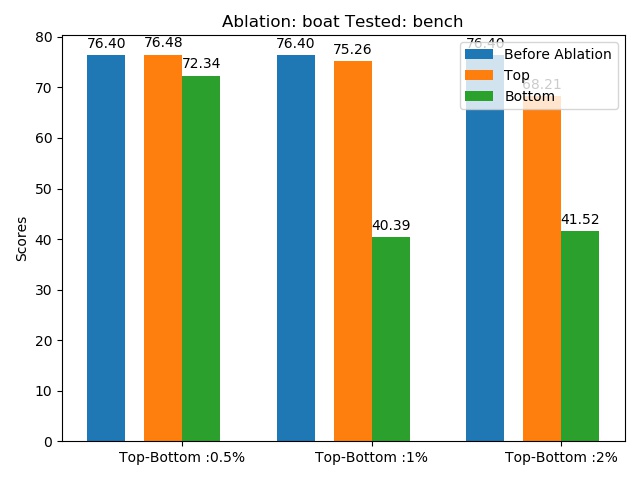 Ablation: boat Tested: bench
Scores
80
70
60
50
40
30
20
10
0
76.40
76.48
72.34
76.40
75.26
40.39
76.40
68.21
41.52
Before Ablation
Top
Bottom
Top-Bottom :0.5%
Top-Bottom :1%
Top-Bottom :2%